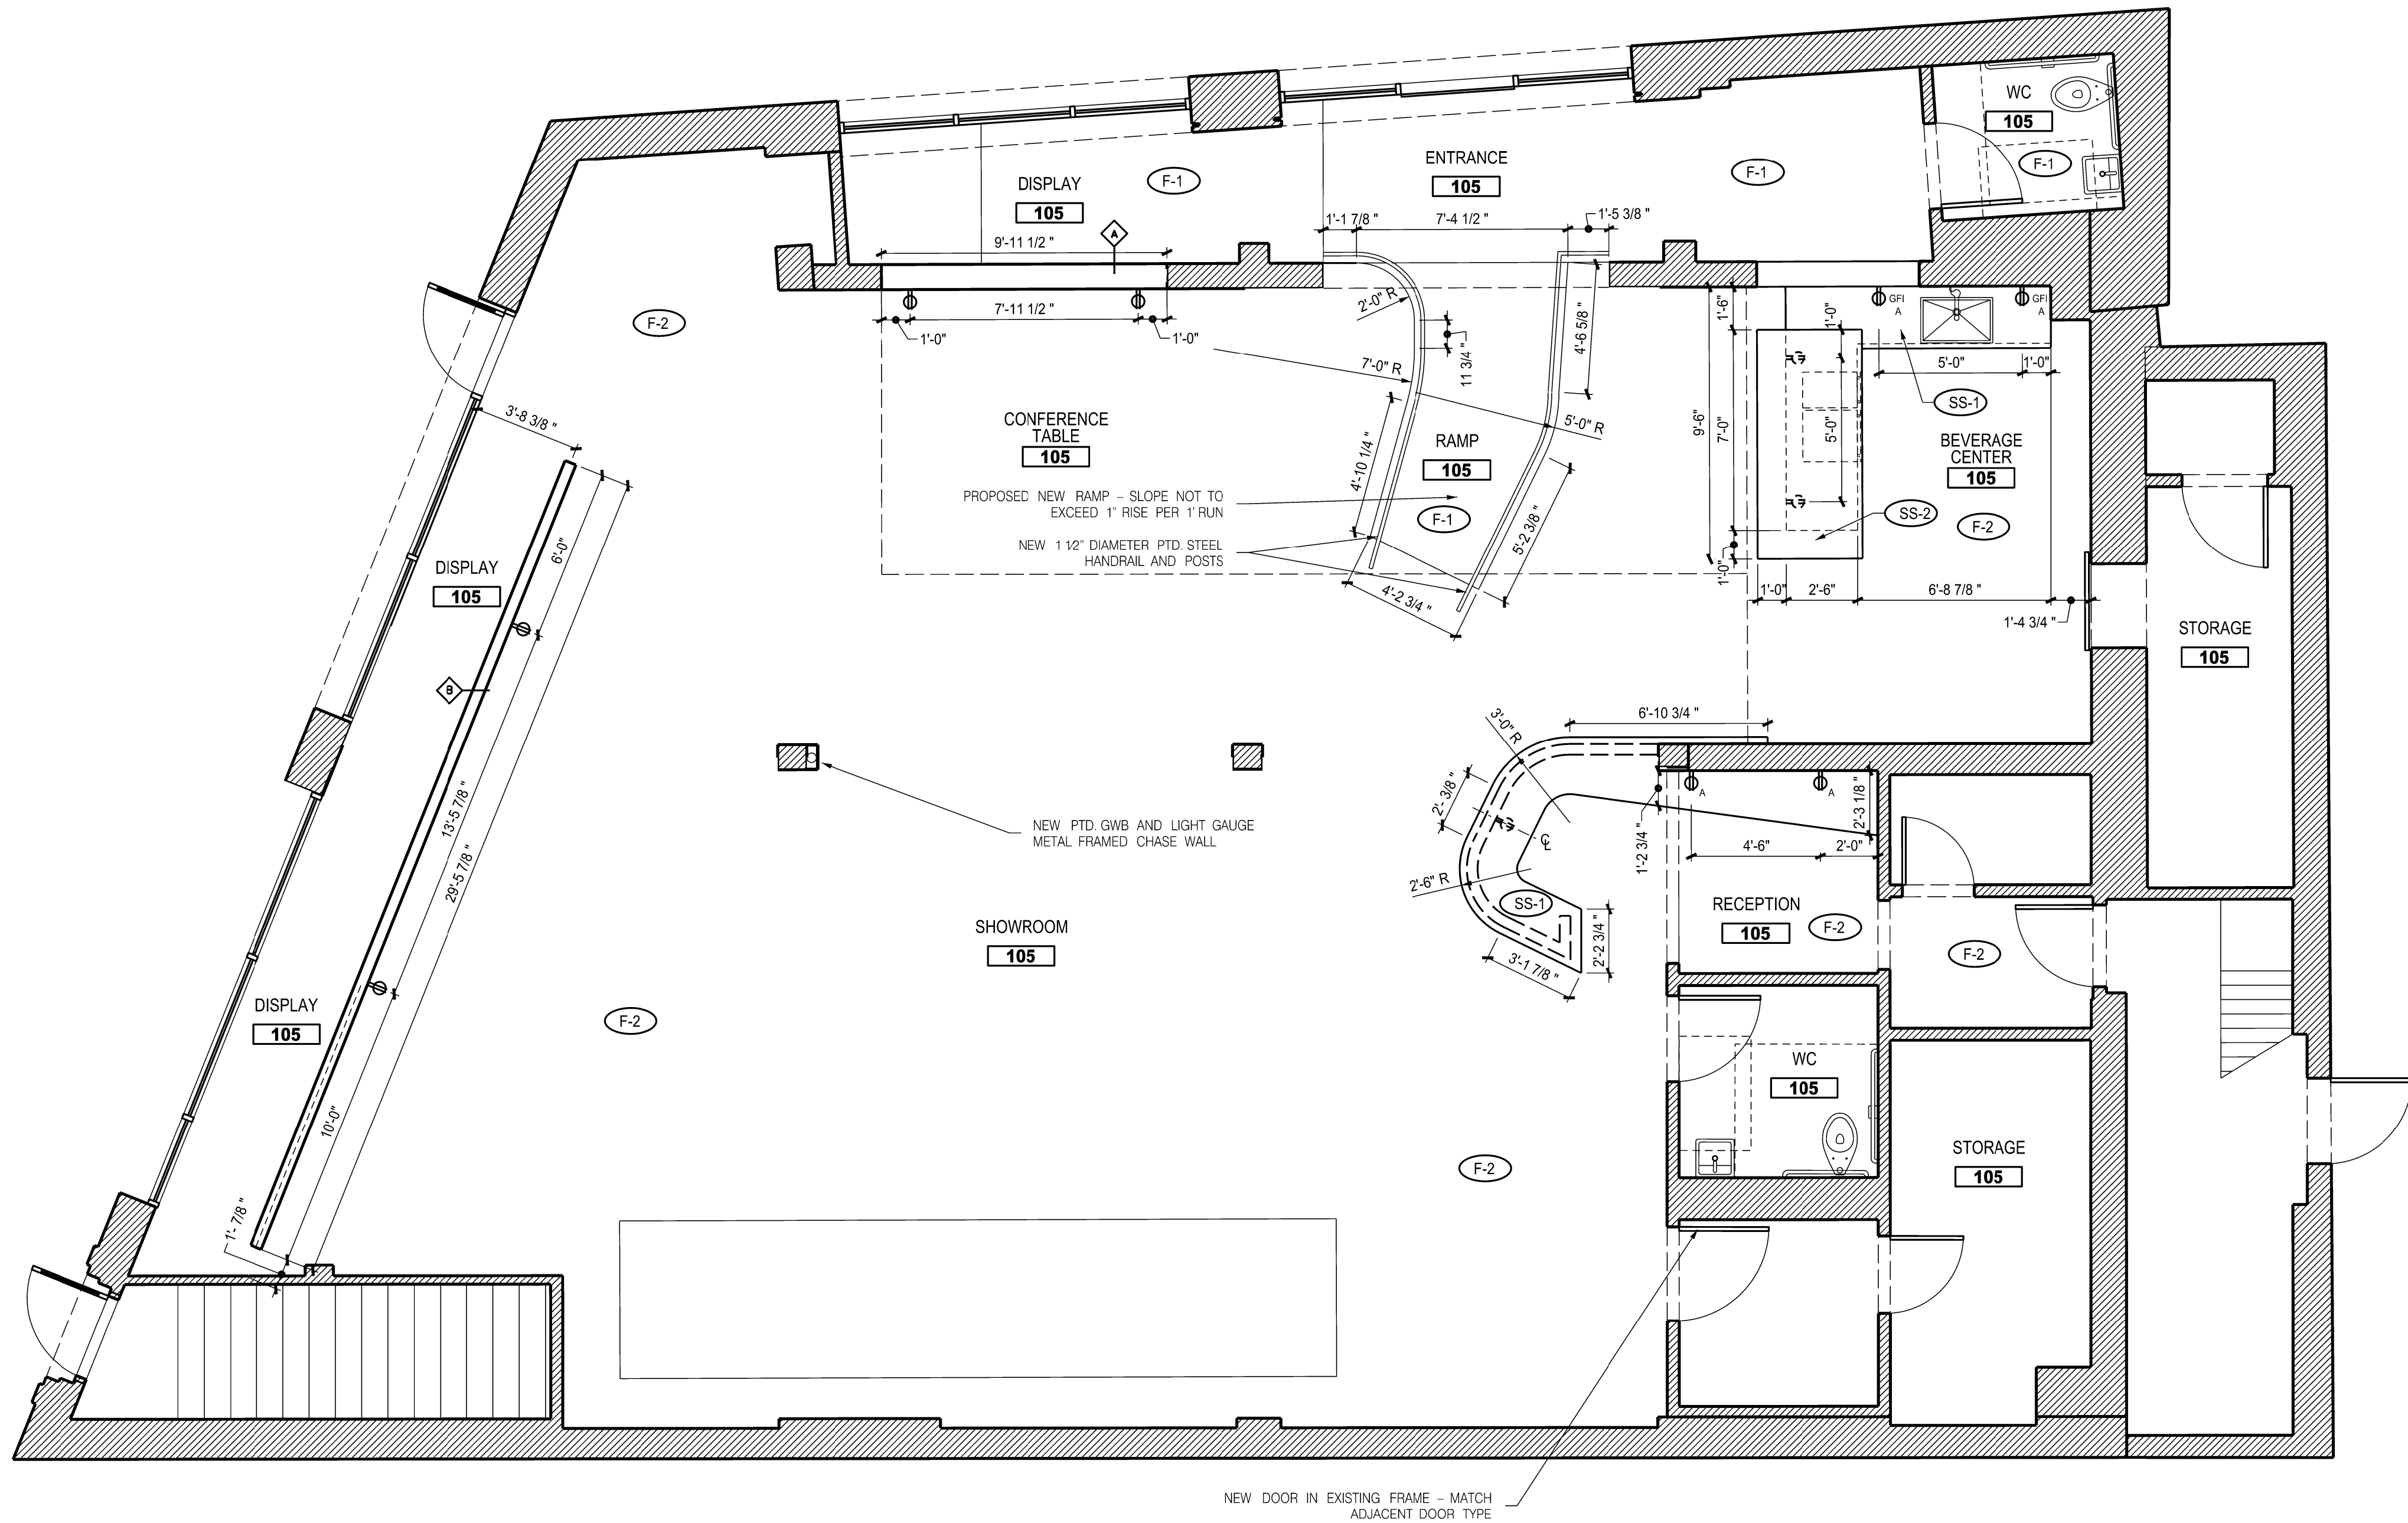 WC
105
F-1
ENTRANCE
105
F-1
DISPLAY
105
F-1
A
9'-11 1/2 "
1'-1 7/8 "
7'-4 1/2 "
1'-5 3/8 "
7'-11 1/2 "
1'-0"
1'-0"
2'-0" R
11 3/4 "
4'-6 5/8 "
7'-0" R
5'-0" R
4'-10 1/4 "
5'-2 3/8 "
4'-2 3/4 "
F-2
CONFERENCE
TABLE
105
RAMP
105
F-1
PROPOSED NEW RAMP – SLOPE NOT TO
EXCEED 1" RISE PER 1' RUN
NEW 1 1/2" DIAMETER PTD. STEEL
HANDRAIL AND POSTS
GFI
A
GFI
A
1'-6"
1'-0"
5'-0"
1'-0"
9'-6"
7'-0"
5'-0"
1'-0"
SS-1
BEVERAGE
CENTER
105
SS-2
F-2
1'-0"
2'-6"
6'-8 7/8 "
1'-4 3/4 "
STORAGE
105
3'-8 3/8 "
6'-0"
DISPLAY
105
B
13'-5 7/8 "
29'-5 7/8 "
10'-0"
1'- 7/8 "
DISPLAY
105
NEW PTD. GWB AND LIGHT GAUGE
METAL FRAMED CHASE WALL
SHOWROOM
105
F-2
F-2
6'-10 3/4 "
3'-0" R
2'- 3/8 "
CL
2'-6" R
SS-1
3'-1 7/8 "
2'-2 3/4 "
1'-2 3/4 "
A
A
2'-3 1/8 "
4'-6"
2'-0"
RECEPTION
105
F-2
F-2
WC
105
STORAGE
105
NEW DOOR IN EXISTING FRAME – MATCH
ADJACENT DOOR TYPE